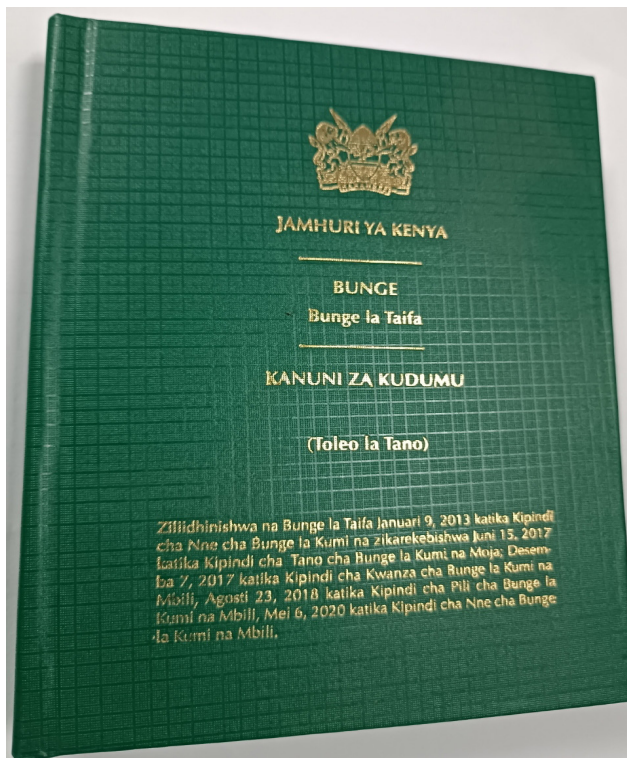 JAMHURI YA KENYA
BUNGE
Bunge la Taifa
KANUNI ZA KUDUMU
(Toleo la Tano)
Ziliidhinishwa na Bunge la Taifa Januari 9, 2013 katika Kipindi
cha Nne cha Bunge la Kumi na zikarekebishwa Juni 15, 2017
katika Kipindi cha Tano cha Bunge la Kumi na Moja; Desem-
ba 7, 2017 katika Kipindi cha Kwanza cha Bunge la Kumi na
Mbili, Agosti 23, 2018 katika Kipindi cha Pili cha Bunge la
Kumi na Mbili, Mei 6, 2020 katika Kipindi cha Nne cha Bunge
la Kumi na Mbili.